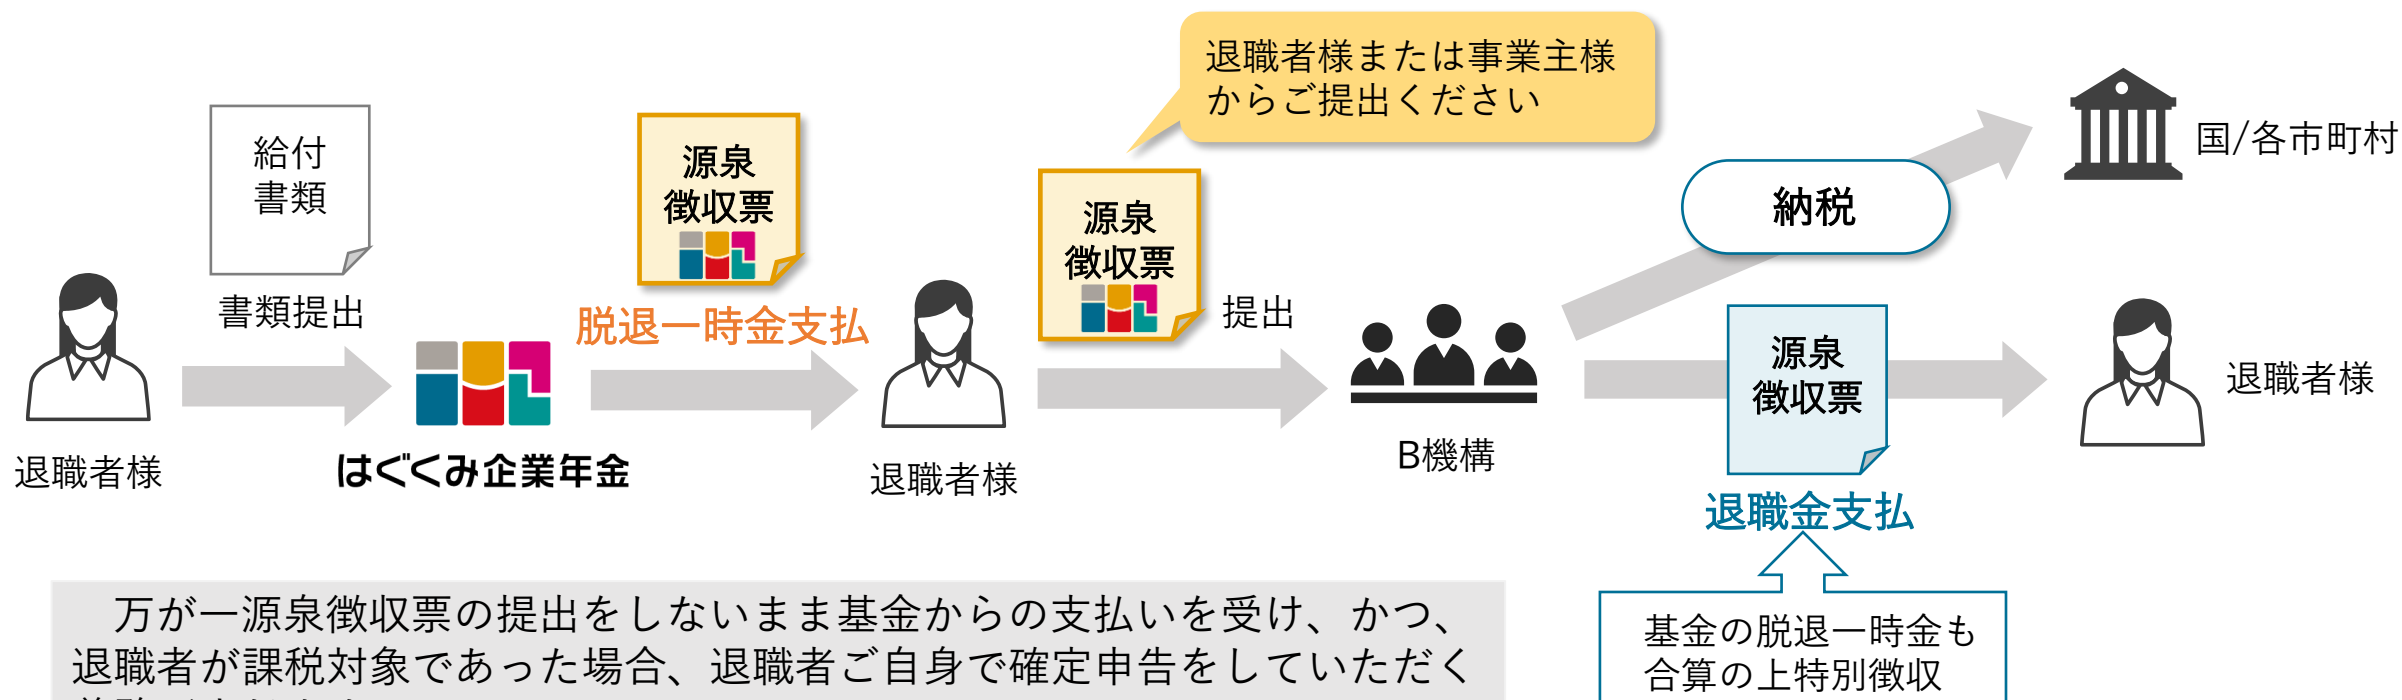 退職者様または事業主様
からご提出ください
給付
書類
書類提出
退職者様
はぐくみ企業年金
源泉
徴収票
脱退一時金支払
退職者様
源泉
徴収票
提出
B機構
納税
国/各市町村
源泉
徴収票
退職金支払
退職者様
基金の脱退一時金も
合算の上特別徴収
万が一源泉徴収票の提出をしないまま基金からの支払いを受け、かつ、
退職者が課税対象であった場合、退職者ご自身で確定申告をしていただく